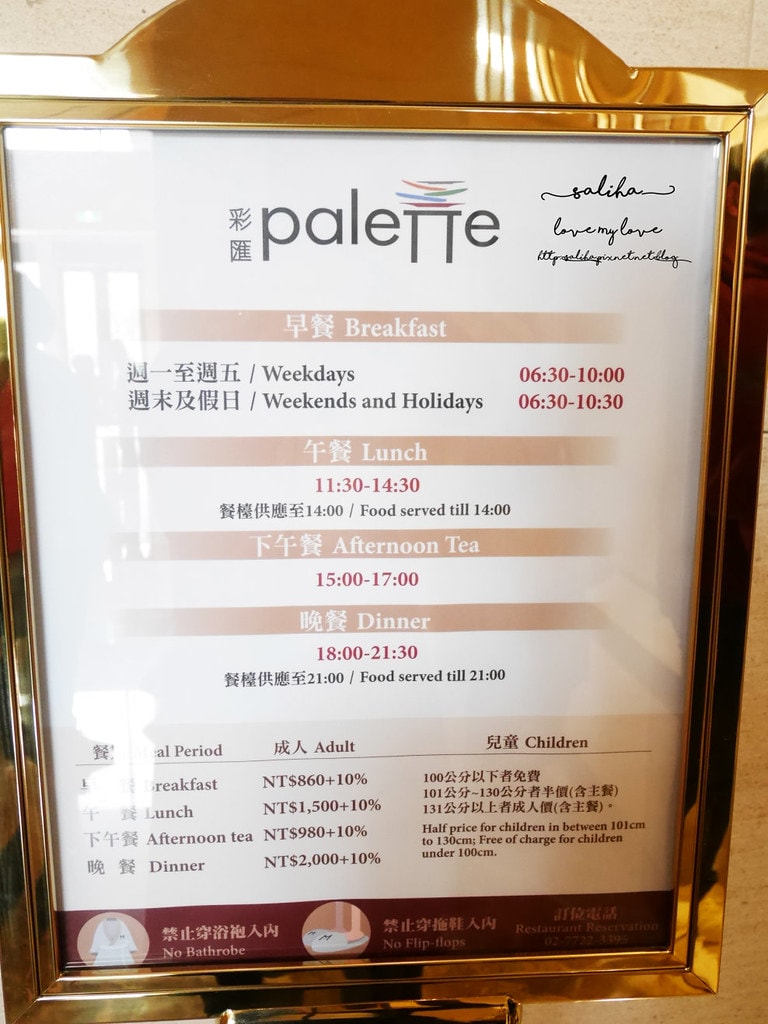 彩匯 palette
saliha
love my love
早餐 Breakfast
週一至週五 / Weekdays 06:30-10:00
週末及假日 / Weekends and Holidays 06:30-10:30
午餐 Lunch
11:30-14:30
餐檯供應至14:00 / Food served till 14:00
下午餐 Afternoon Tea
15:00-17:00
晚餐 Dinner
18:00-21:30
餐檯供應至21:00 / Food served till 21:00
Meal Period 成人 Adult 兒童 Children
早餐 Breakfast NT$860+10%
午餐 Lunch NT$1,500+10%
下午餐 Afternoon tea NT$980+10%
晚餐 Dinner NT$2,000+10%
100公分以下者免費
101公分~130公分者半價(含主餐)
131公分以上者成人價(含主餐)。
Half price for children in between 101cm
to 130cm; Free of charge for children
under 100cm.
禁止穿浴袍入內
No Bathrobe
禁止穿拖鞋入內
No Flip-flops
訂位電話
Restaurant Reservation